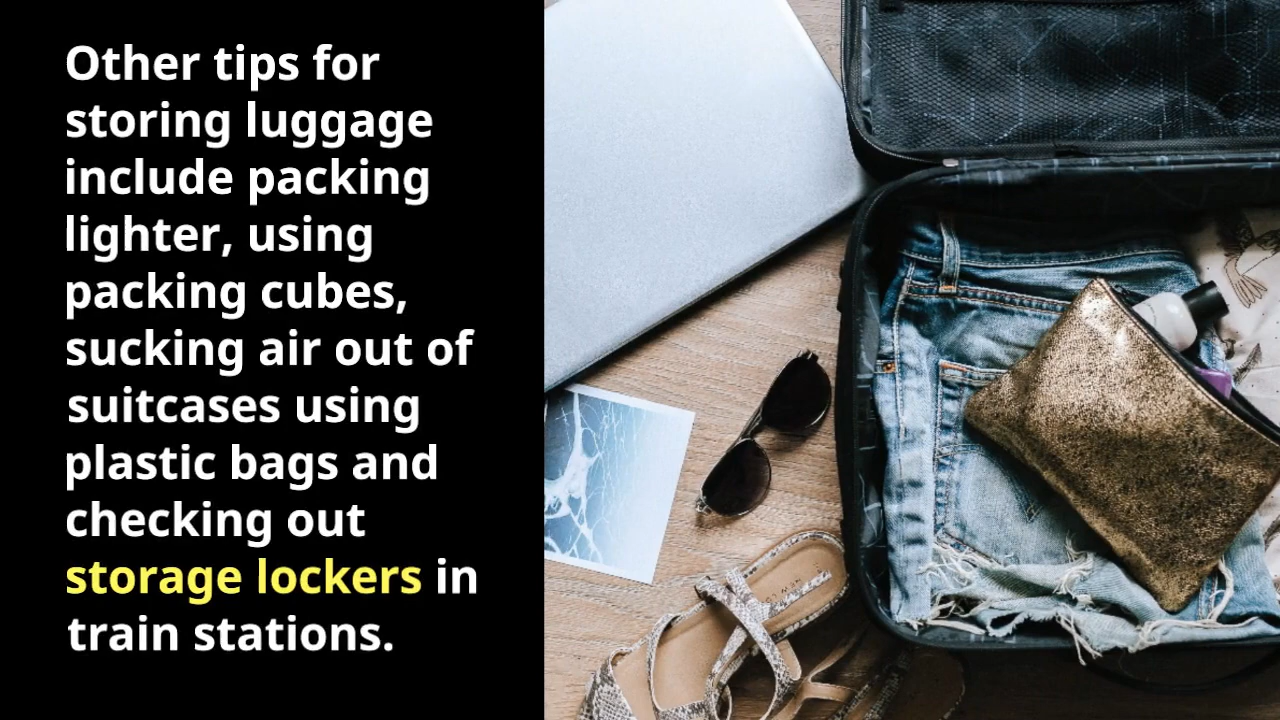 Other tips for
storing luggage
include packing
lighter, using
packing cubes,
sucking air out of
suitcases using
plastic bags and
checking out
storage lockers in
train stations.